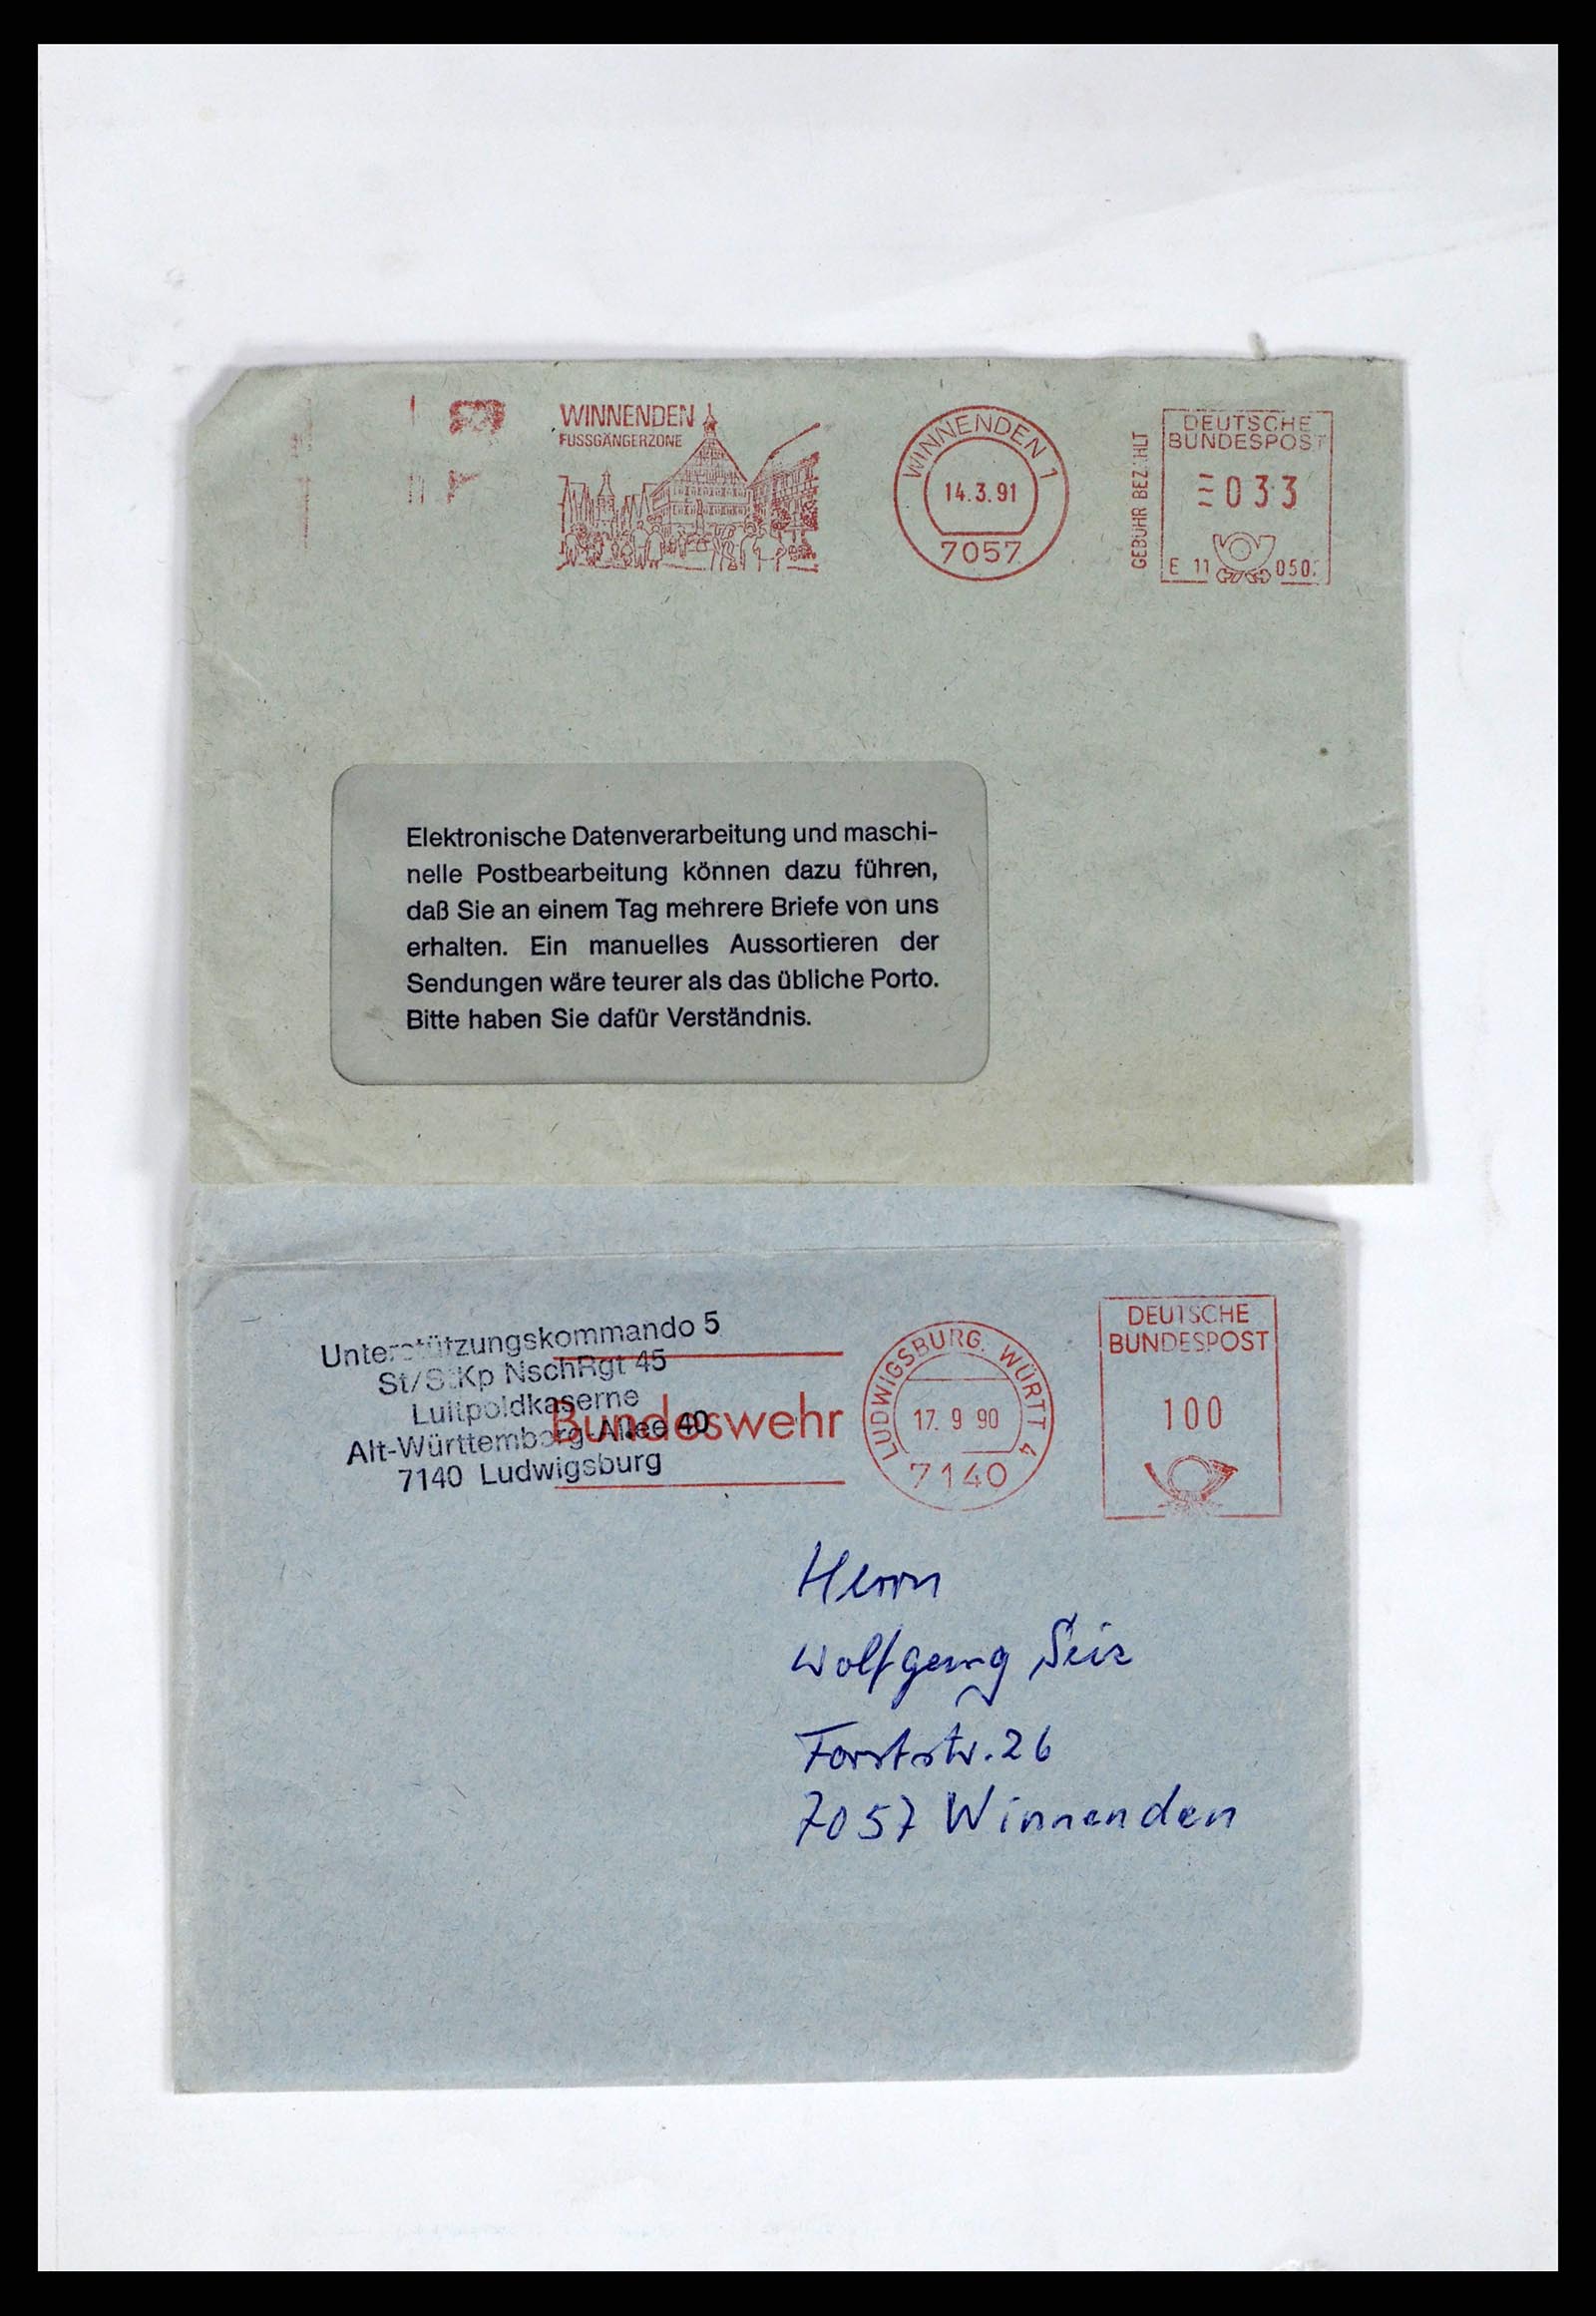 WINNENDEN
FUSSGÄNGERZONE
WINNENDEN 1
14.3.91
7057
GEBÜHR BEZAHLT
DEUTSCHE
BUNDESPOST
033
E 11 050
Elektronische Datenverarbeitung und maschi-
nelle Postbearbeitung können dazu führen,
daß Sie an einem Tag mehrere Briefe von uns
erhalten. Ein manuelles Aussortieren der
Sendungen wäre teurer als das übliche Porto.
Bitte haben Sie dafür Verständnis.
Unterstützungskommando 5
St/StKp NschRgt 45
Luitpoldkaserne
Alt-Württemberg-Allee 40
7140 Ludwigsburg
Bundeswehr
LUDWIGSBURG, WÜRTT 4
17. 9 90
7140
DEUTSCHE
BUNDESPOST
100
Herrn
Wolfgang Seiz
Forststr. 26
7057 Winnenden